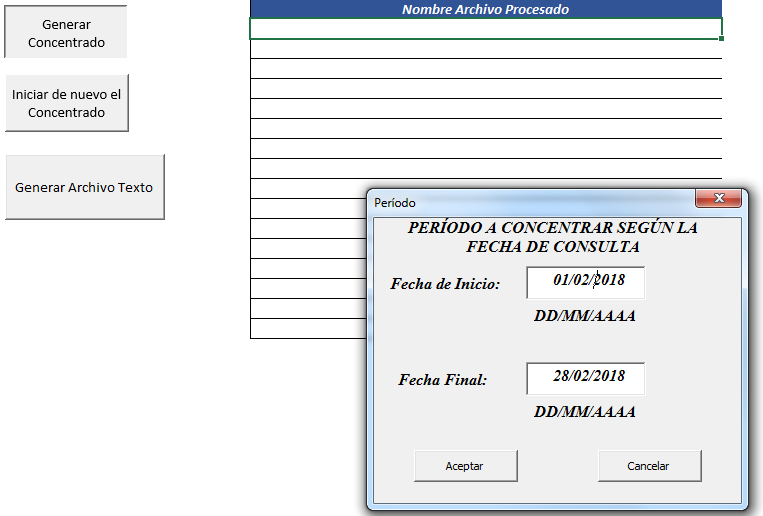 Generar
Concentrado
Nombre Archivo Procesado
Iniciar de nuevo el
Concentrado
Generar Archivo Texto
Período
PERÍODO A CONCENTRAR SEGÚN LA
FECHA DE CONSULTA
Fecha de Inicio:
01/02/2018
DD/MM/AAAA
Fecha Final:
28/02/2018
DD/MM/AAAA
Aceptar
Cancelar